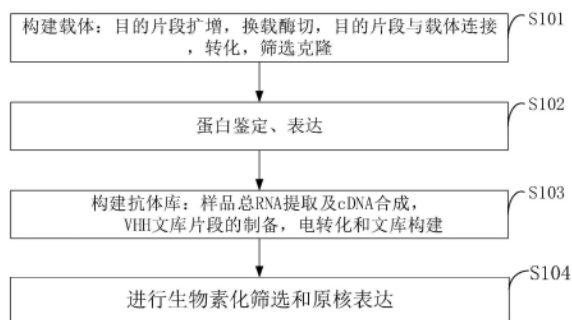 构建载体：目的片段扩增，换载酶切，目的片段与载体连接
，转化，筛选克隆
S101
蛋白鉴定、表达
S102
构建抗体库：样品总RNA提取及cDNA合成，
VHH文库片段的制备，电转化和文库构建
S103
进行生物素化筛选和原核表达
S104